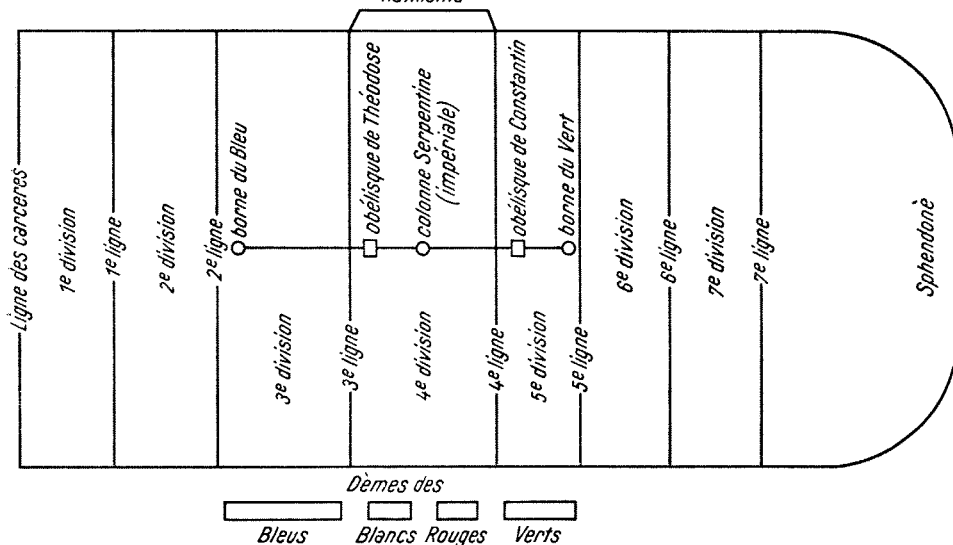 Ligne des carceres
1e division
1e ligne
2e division
2e ligne
borne du Bleu
3e division
3e ligne
obélisque de Théodose
colonne Serpentine
(impériale)
4e division
4e ligne
obélisque de Constantin
5e division
borne du Vert
5e ligne
6e division
6e ligne
7e division
7e ligne
Sphendonè
Dèmes des
Bleus Blancs Rouges Verts